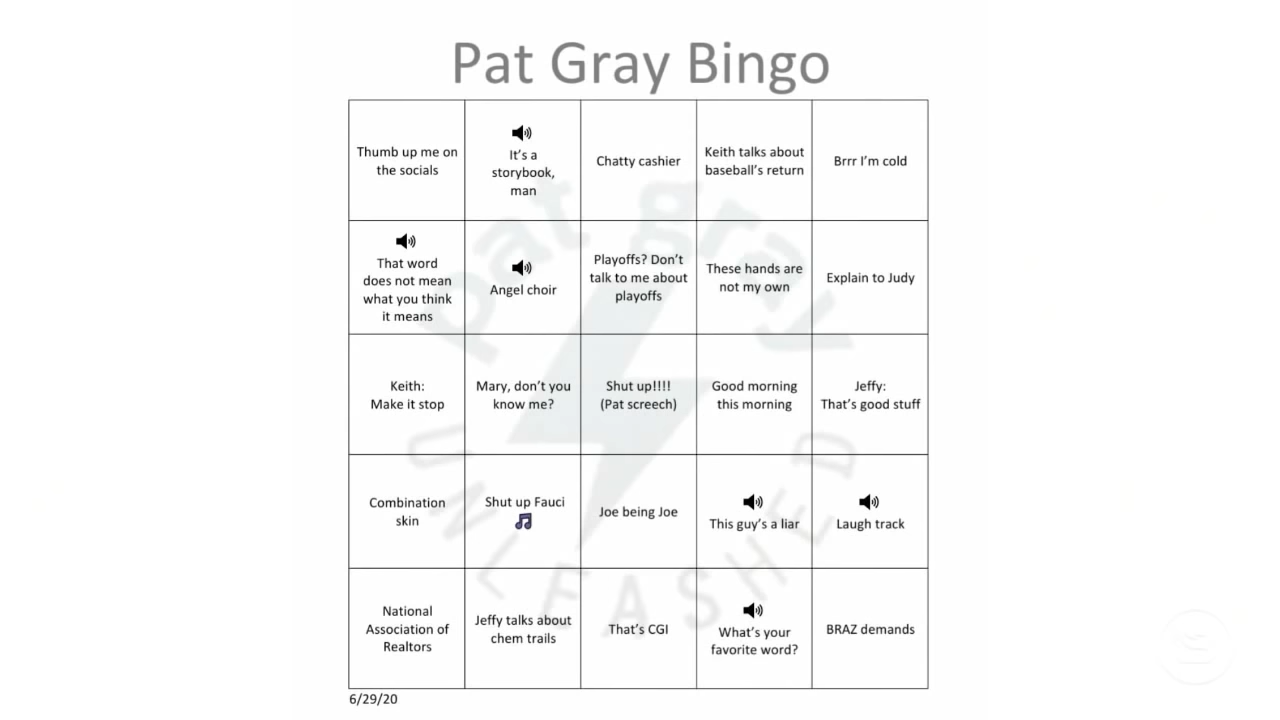 Pat Gray Bingo
Thumb up me on
the socials
It's a
storybook,
man
Chatty cashier
Keith talks about
baseball's return
Brrr I'm cold
That word
does not mean
what you think
it means
Angel choir
Playoffs? Don't
talk to me about
playoffs
These hands are
not my own
Explain to Judy
Keith:
Make it stop
Mary, don't you
know me?
Shut up!!!!
(Pat screech)
Good morning
this morning
Jeffy:
That's good stuff
Combination
skin
Shut up Fauci
Joe being Joe
This guy's a liar
Laugh track
National
Association of
Realtors
Jeffy talks about
chem trails
That's CGI
What's your
favorite word?
BRAZ demands
6/29/20
pat gray
UNLEASHED